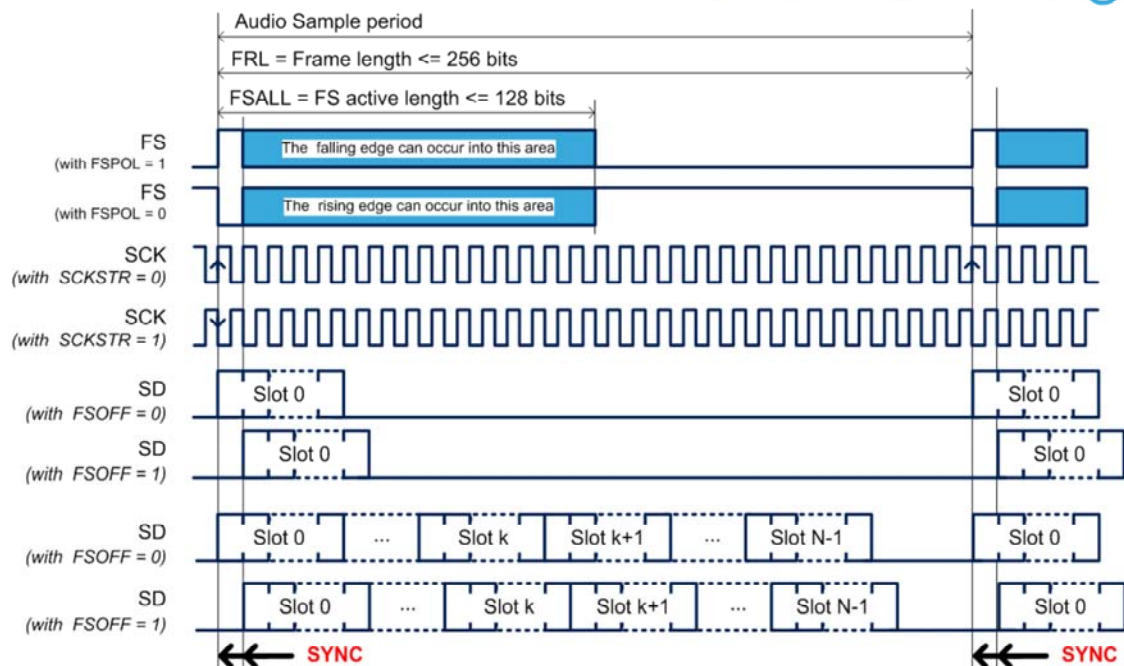 Audio Sample period
FRL = Frame length <= 256 bits
FSALL = FS active length <= 128 bits
FS
(with FSPOL = 1
The falling edge can occur into this area
FS
(with FSPOL = 0
The rising edge can occur into this area
SCK
(with SCKSTR = 0)
SCK
(with SCKSTR = 1)
SD
(with FSOFF = 0)
Slot 0
Slot 0
SD
(with FSOFF = 1)
Slot 0
Slot 0
SD
(with FSOFF = 0)
Slot 0 ... Slot k Slot k+1 ... Slot N-1 Slot 0
SD
(with FSOFF = 1)
Slot 0 ... Slot k Slot k+1 ... Slot N-1 Slot 0
SYNC SYNC